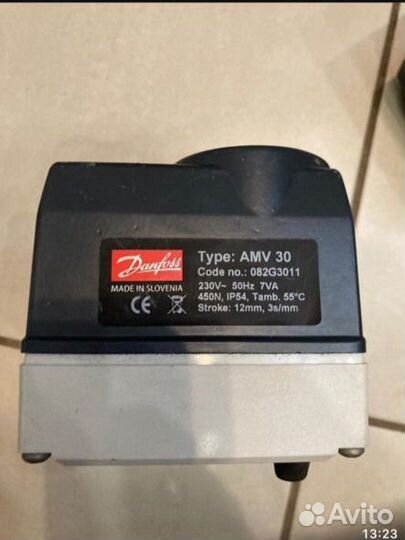 Danfoss
MADE IN SLOVENIA
CE
Type: AMV 30
Code no.: 082G3011
230V~ 50Hz 7VA
450N, IP54, Tamb. 55°C
Stroke: 12mm, 3s/mm
Avito
13:23